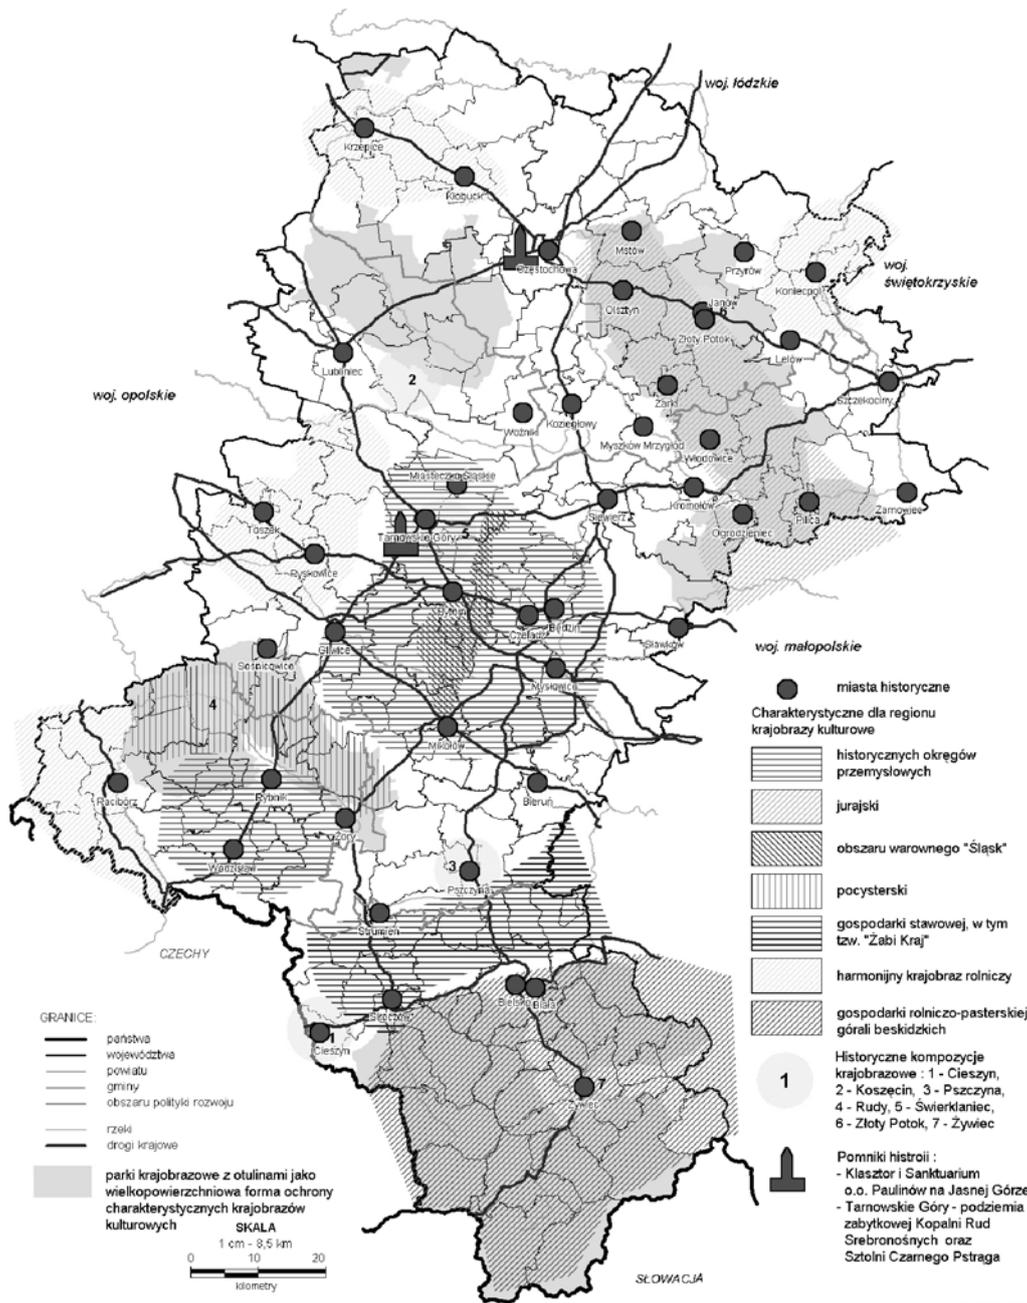 woj. łódzkie
Krzepice
Kłobuck
Mstów
Częstochowa
Przyrów
Koniecpol
woj.
świętokrzyskie
Olsztyn
Janów
6
Złoty Potok
Lelów
Lubliniec
2
Szczekociny
woj. opolskie
Żarki
Woźniki
Koziegłowy
Myszków Mrzygłód
Włodowice
Miasteczko Śląskie
Siewierz
Kromołów
Pilica
Żarnowiec
Ogrodzieniec
Toszek
Tarnowskie Góry
5
Pyskowice
Bytom
Czeladź
Będzin
Sławków
Gliwice
Sośnicowice
Mysłowice
4
Mikołów
Racibórz
Rybnik
Bieruń
Żory
Wodzisław
3
Pszczyna
Strumień
CZECHY
Bielsko
Biała
Skoczów
1
Cieszyn
7
Żywiec
SŁOWACJA
woj. małopolskie
miasta historyczne
Charakterystyczne dla regionu
krajobrazy kulturowe
historycznych okręgów
przemysłowych
jurajski
obszaru warownego "Śląsk"
pocysterski
gospodarki stawowej, w tym
tzw. "Żabi Kraj"
harmonijny krajobraz rolniczy
gospodarki rolniczo-pasterskiej
górali beskidzkich
1
Historyczne kompozycje
krajobrazowe : 1 - Cieszyn,
2 - Koszęcin, 3 - Pszczyna,
4 - Rudy, 5 - Świerklaniec,
6 - Złoty Potok, 7 - Żywiec
Pomniki histroii :
- Klasztor i Sanktuarium
o.o. Paulinów na Jasnej Górze
- Tarnowskie Góry - podziemia
zabytkowej Kopalni Rud
Srebronośnych oraz
Sztolni Czarnego Pstrąga
GRANICE:
państwa
województwa
powiatu
gminy
obszaru polityki rozwoju
rzeki
drogi krajowe
parki krajobrazowe z otulinami jako
wielkopowierzchniowa forma ochrony
charakterystycznych krajobrazów
kulturowych
SKALA
1 cm - 8,5 km
0 10 20
kilometry